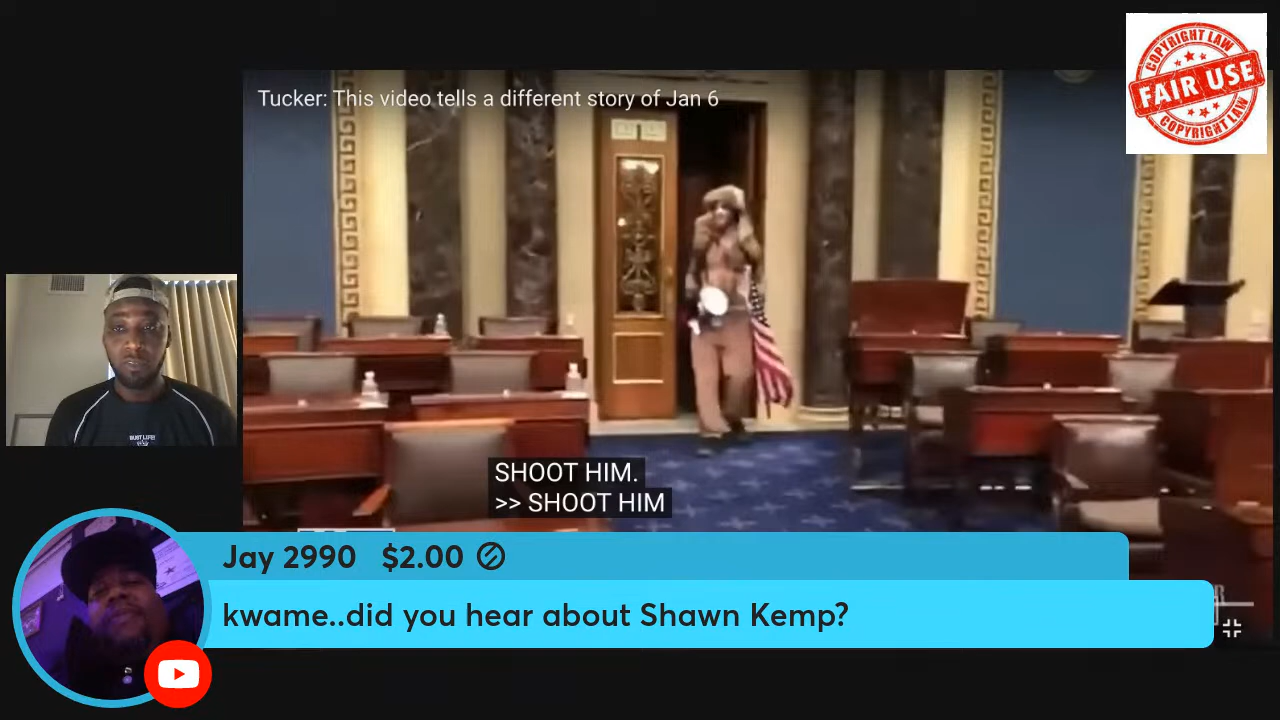 COPYRIGHT LAW
FAIR USE
COPYRIGHT LAW
Tucker: This video tells a different story of Jan 6
SHOOT HIM.
>> SHOOT HIM
Jay 2990 $2.00
kwame..did you hear about Shawn Kemp?